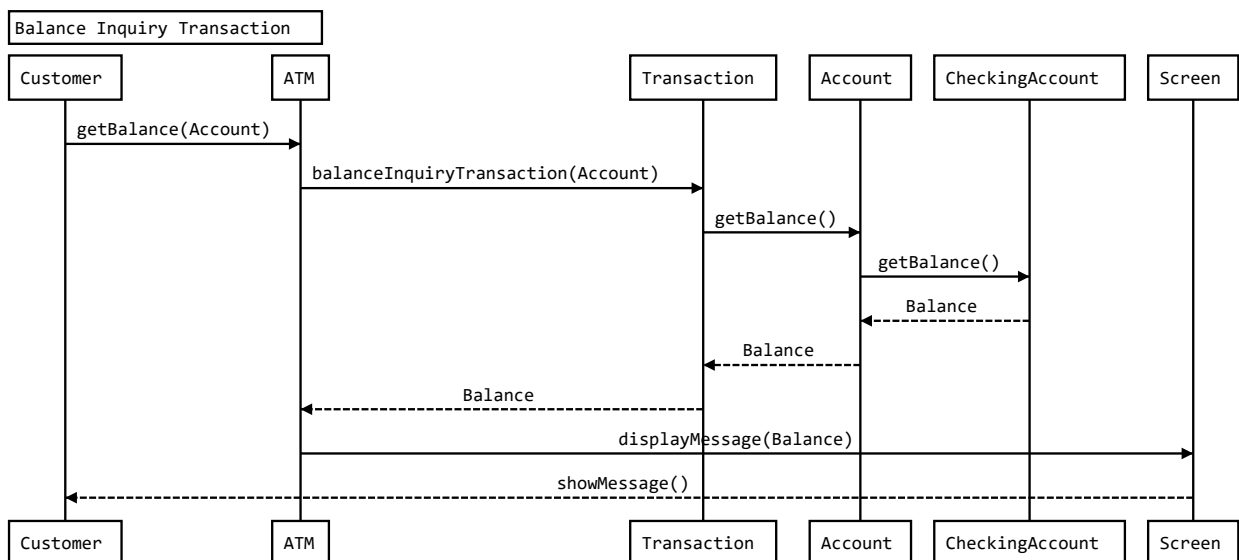 Balance Inquiry Transaction
Customer ATM Transaction Account CheckingAccount Screen
getBalance(Account)
balanceInquiryTransaction(Account)
getBalance()
getBalance()
Balance
Balance
Balance
displayMessage(Balance)
showMessage()
Customer ATM Transaction Account CheckingAccount Screen